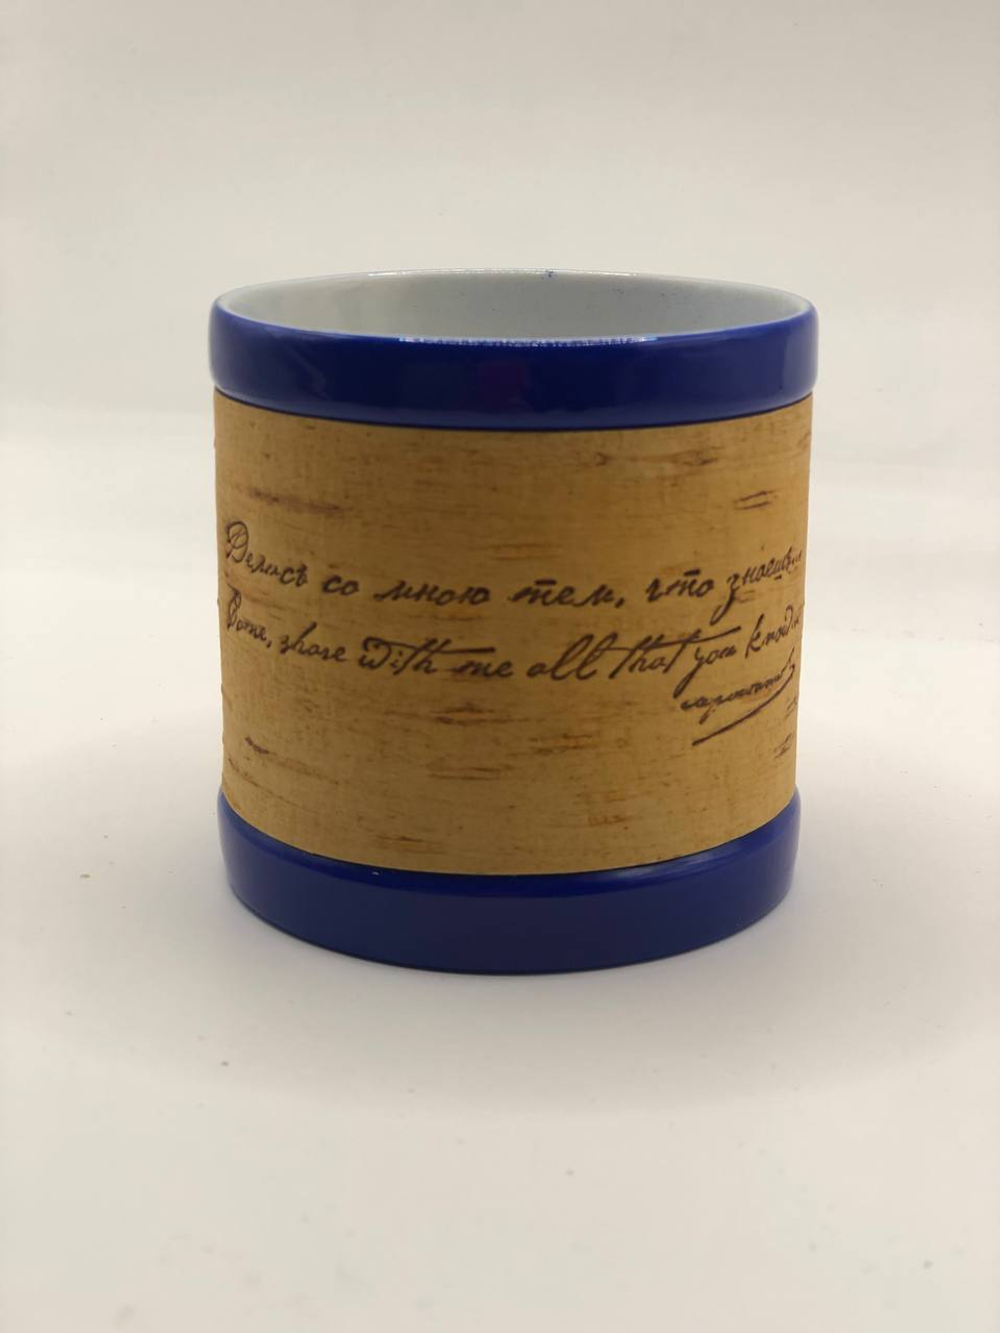 Делись со мною тем, что знаешь
Come, share with me all that you know